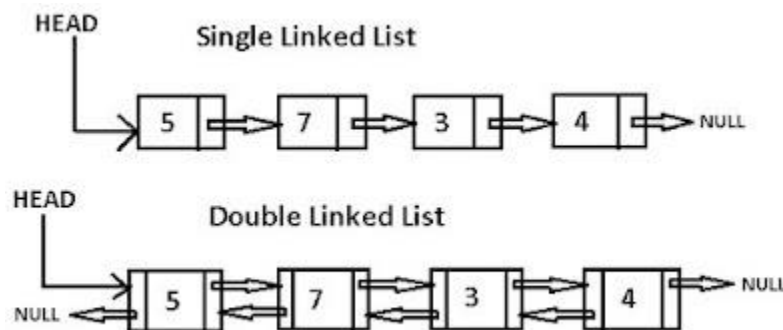 HEAD
Single Linked List
5 7 3 4 NULL
HEAD
Double Linked List
NULL 5 7 3 4 NULL